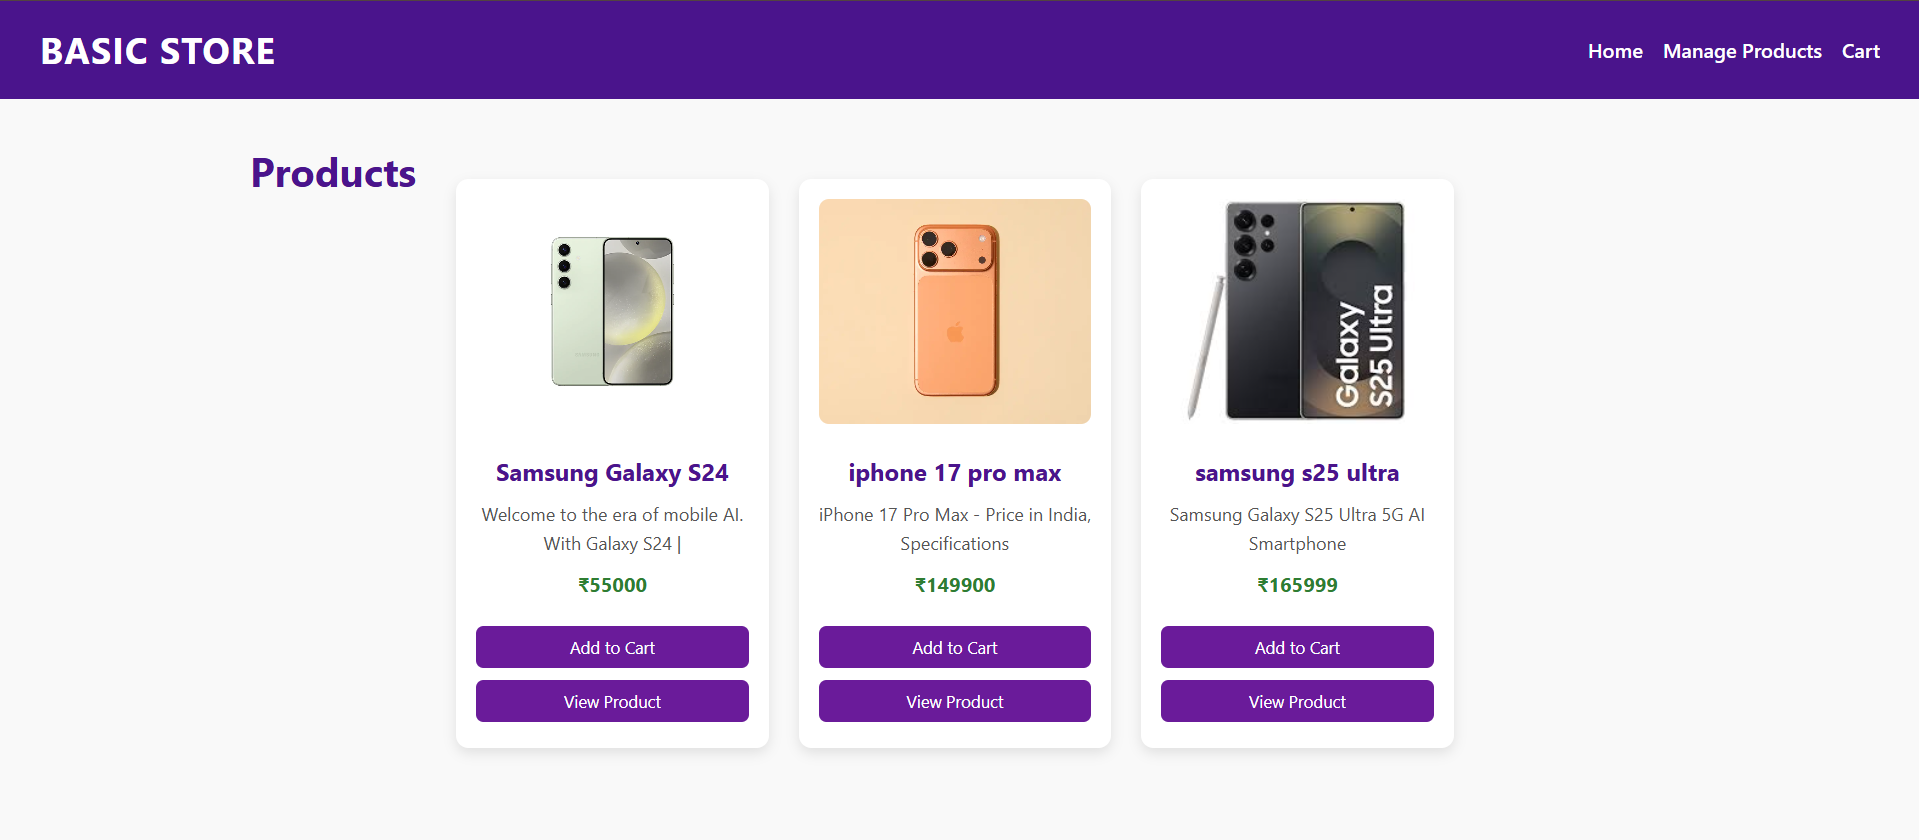 BASIC STORE
Home Manage Products Cart
Products
Galaxy
S25 Ultra
Samsung Galaxy S24
Welcome to the era of mobile AI.
With Galaxy S24 |
₹55000
Add to Cart
View Product
iphone 17 pro max
iPhone 17 Pro Max - Price in India,
Specifications
₹149900
Add to Cart
View Product
samsung s25 ultra
Samsung Galaxy S25 Ultra 5G AI
Smartphone
₹165999
Add to Cart
View Product